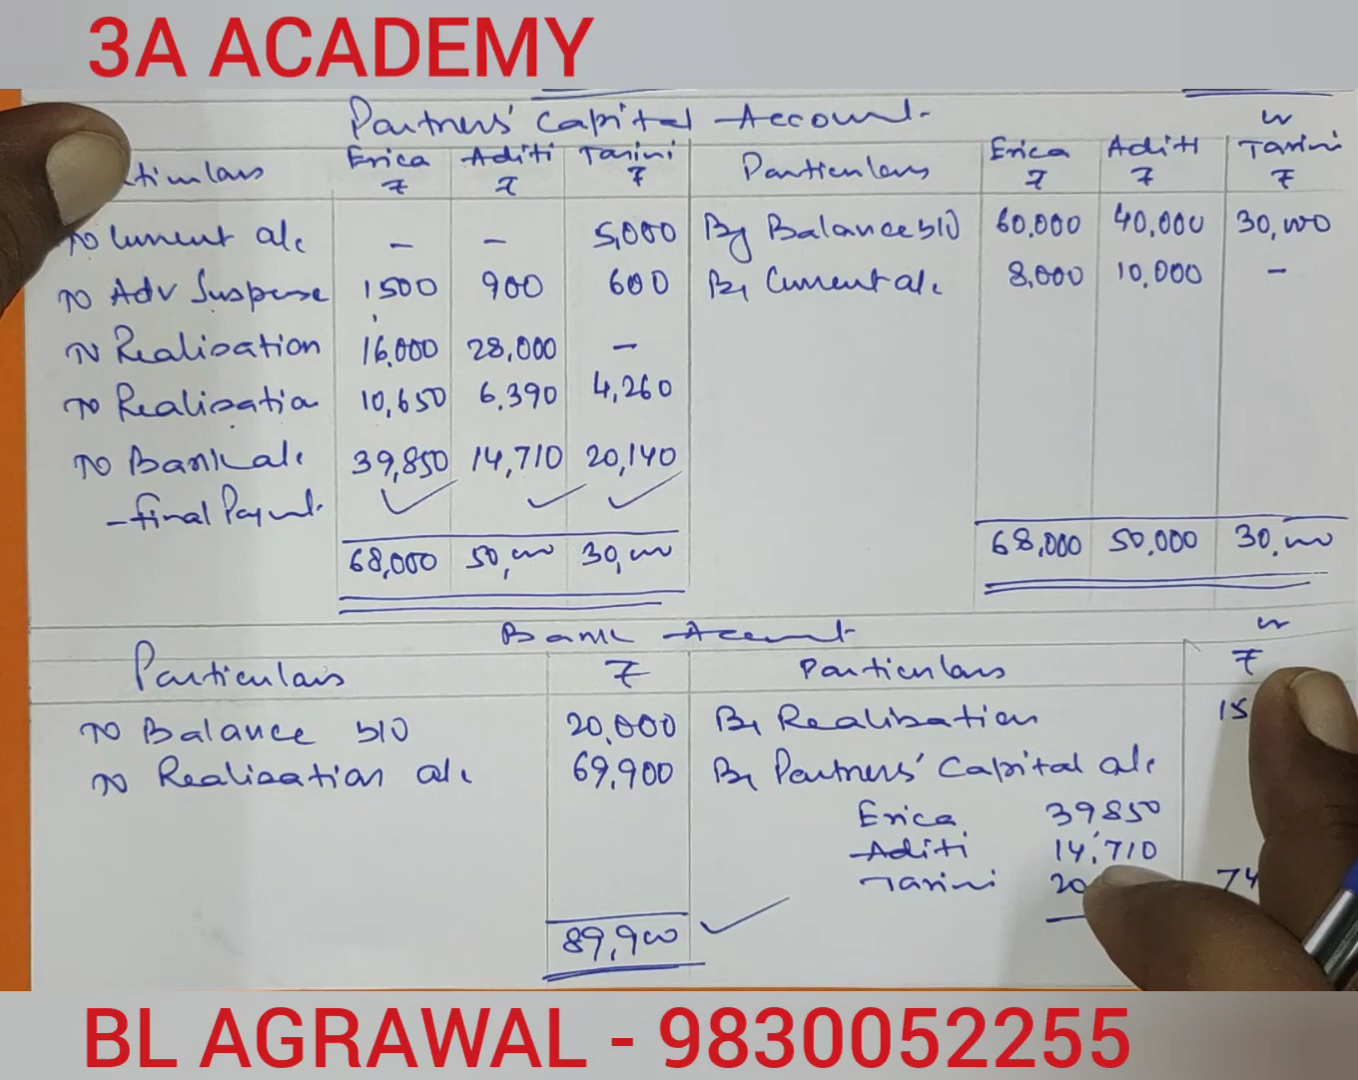 3A ACADEMY
Partners' Capital Account
Particulars Erica Aditi Tarini Particulars Erica Aditi Tarini
₹ ₹ ₹ ₹ ₹ ₹
To Current a/c - - 5,000 By Balance b/d 60,000 40,000 30,000
To Adv Suspense 1500 900 600 By Current a/c 8,000 10,000 -
To Realisation 16,000 28,000 -
To Realisation 10,650 6,390 4,260
To Bank a/c 39,850 14,710 20,140
- final Payment
68,000 50,000 30,000 68,000 50,000 30,000
Bank Account
Particulars ₹ Particulars ₹
To Balance b/d 20,000 By Realisation 15
To Realisation a/c 69,900 By Partners' Capital a/c
Erica 39850
Aditi 14,710
Tarini 20 74
89,900
BL AGRAWAL - 9830052255